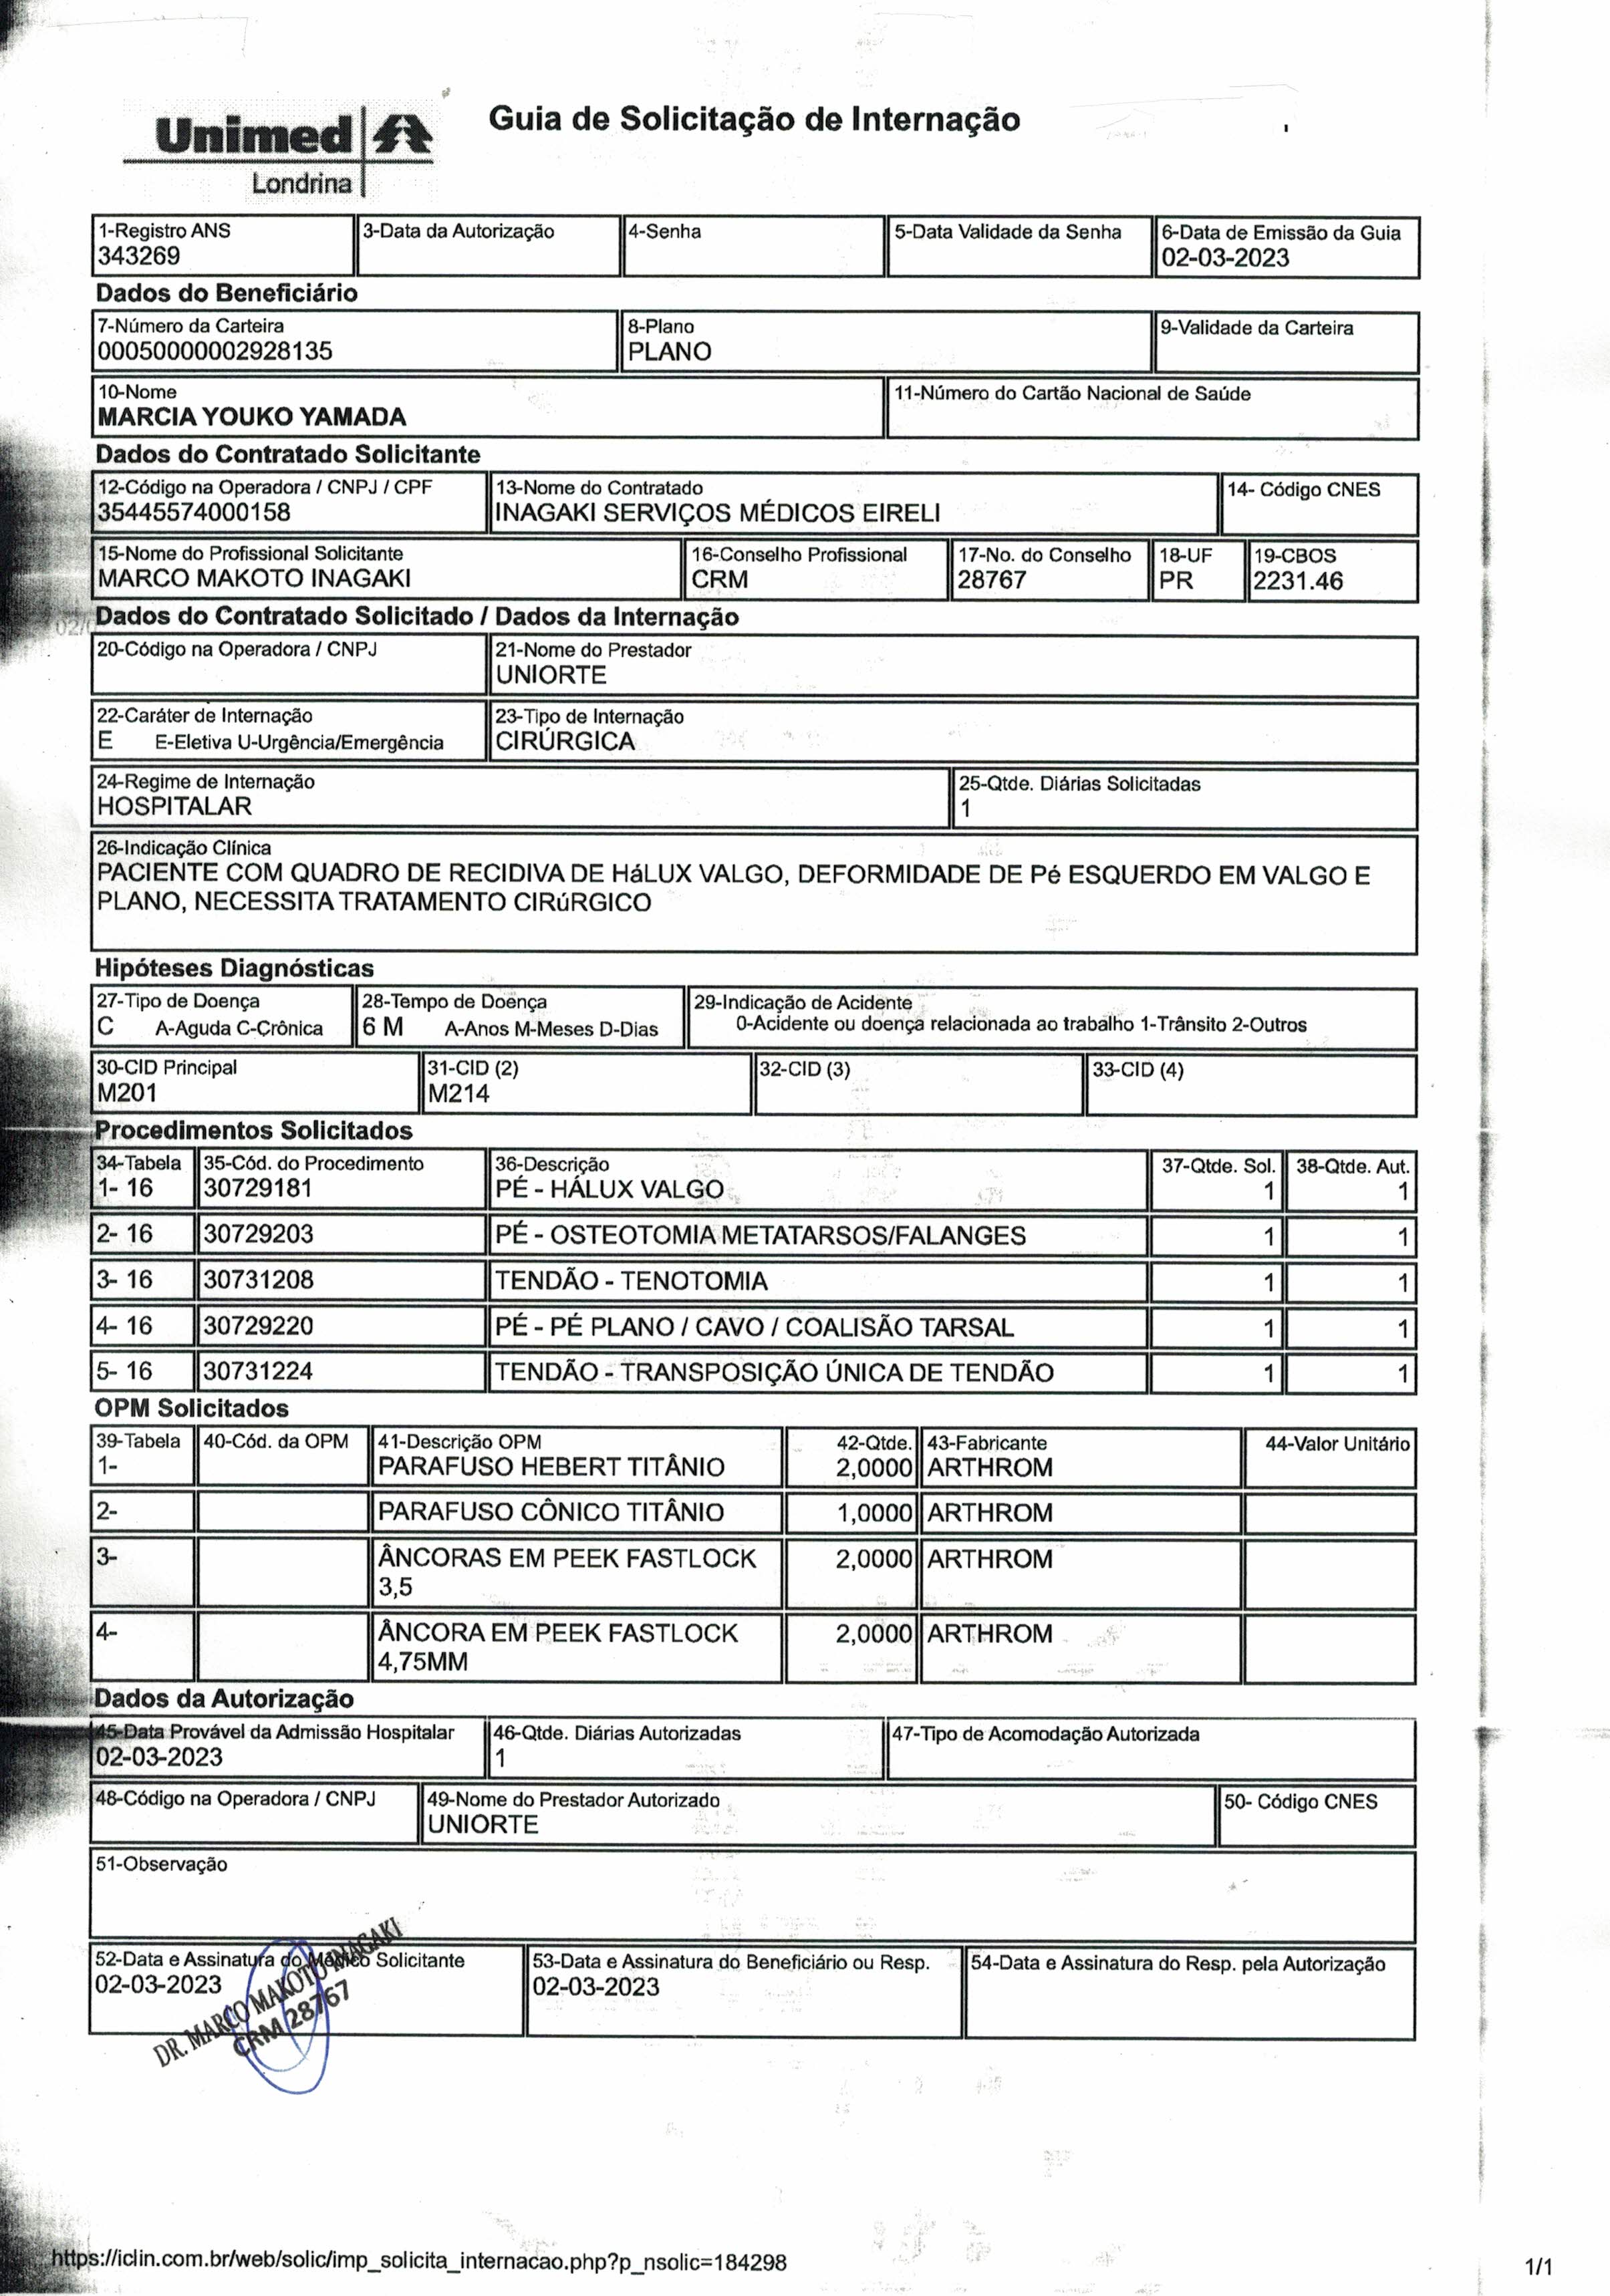 Unimed
Londrina
Guia de Solicitação de Internação
1-Registro ANS
343269
3-Data da Autorização
4-Senha
5-Data Validade da Senha
6-Data de Emissão da Guia
02-03-2023
Dados do Beneficiário
7-Número da Carteira
00050000002928135
8-Plano
PLANO
9-Validade da Carteira
10-Nome
MARCIA YOUKO YAMADA
11-Número do Cartão Nacional de Saúde
Dados do Contratado Solicitante
12-Código na Operadora / CNPJ / CPF
35445574000158
13-Nome do Contratado
INAGAKI SERVIÇOS MÉDICOS EIRELI
14- Código CNES
15-Nome do Profissional Solicitante
MARCO MAKOTO INAGAKI
16-Conselho Profissional
CRM
17-No. do Conselho
28767
18-UF
PR
19-CBOS
2231.46
Dados do Contratado Solicitado / Dados da Internação
20-Código na Operadora / CNPJ
21-Nome do Prestador
UNIORTE
22-Caráter de Internação
E E-Eletiva U-Urgência/Emergência
23-Tipo de Internação
CIRÚRGICA
24-Regime de Internação
HOSPITALAR
25-Qtde. Diárias Solicitadas
1
26-Indicação Clínica
PACIENTE COM QUADRO DE RECIDIVA DE HáLUX VALGO, DEFORMIDADE DE Pé ESQUERDO EM VALGO E
PLANO, NECESSITA TRATAMENTO CIRúRGICO
Hipóteses Diagnósticas
27-Tipo de Doença
C A-Aguda C-Crônica
28-Tempo de Doença
6 M A-Anos M-Meses D-Dias
29-Indicação de Acidente
0-Acidente ou doença relacionada ao trabalho 1-Trânsito 2-Outros
30-CID Principal
M201
31-CID (2)
M214
32-CID (3)
33-CID (4)
Procedimentos Solicitados
34-Tabela 35-Cód. do Procedimento 36-Descrição 37-Qtde. Sol. 38-Qtde. Aut.
1- 16 30729181 PÉ - HÁLUX VALGO 1 1
2- 16 30729203 PÉ - OSTEOTOMIA METATARSOS/FALANGES 1 1
3- 16 30731208 TENDÃO - TENOTOMIA 1 1
4- 16 30729220 PÉ - PÉ PLANO / CAVO / COALISÃO TARSAL 1 1
5- 16 30731224 TENDÃO - TRANSPOSIÇÃO ÚNICA DE TENDÃO 1 1
OPM Solicitados
39-Tabela 40-Cód. da OPM 41-Descrição OPM 42-Qtde. 43-Fabricante 44-Valor Unitário
1- PARAFUSO HEBERT TITÂNIO 2,0000 ARTHROM
2- PARAFUSO CÔNICO TITÂNIO 1,0000 ARTHROM
3- ÂNCORAS EM PEEK FASTLOCK 2,0000 ARTHROM
3,5
4- ÂNCORA EM PEEK FASTLOCK 2,0000 ARTHROM
4,75MM
Dados da Autorização
45-Data Provável da Admissão Hospitalar
02-03-2023
46-Qtde. Diárias Autorizadas
1
47-Tipo de Acomodação Autorizada
48-Código na Operadora / CNPJ
49-Nome do Prestador Autorizado
UNIORTE
50- Código CNES
51-Observação
52-Data e Assinatura do Médico Solicitante
02-03-2023
DR. MARCO MAKOTO INAGAKI
CRM 28767
53-Data e Assinatura do Beneficiário ou Resp.
02-03-2023
54-Data e Assinatura do Resp. pela Autorização
https://iclin.com.br/web/solic/imp_solicita_internacao.php?p_nsolic=184298
1/1